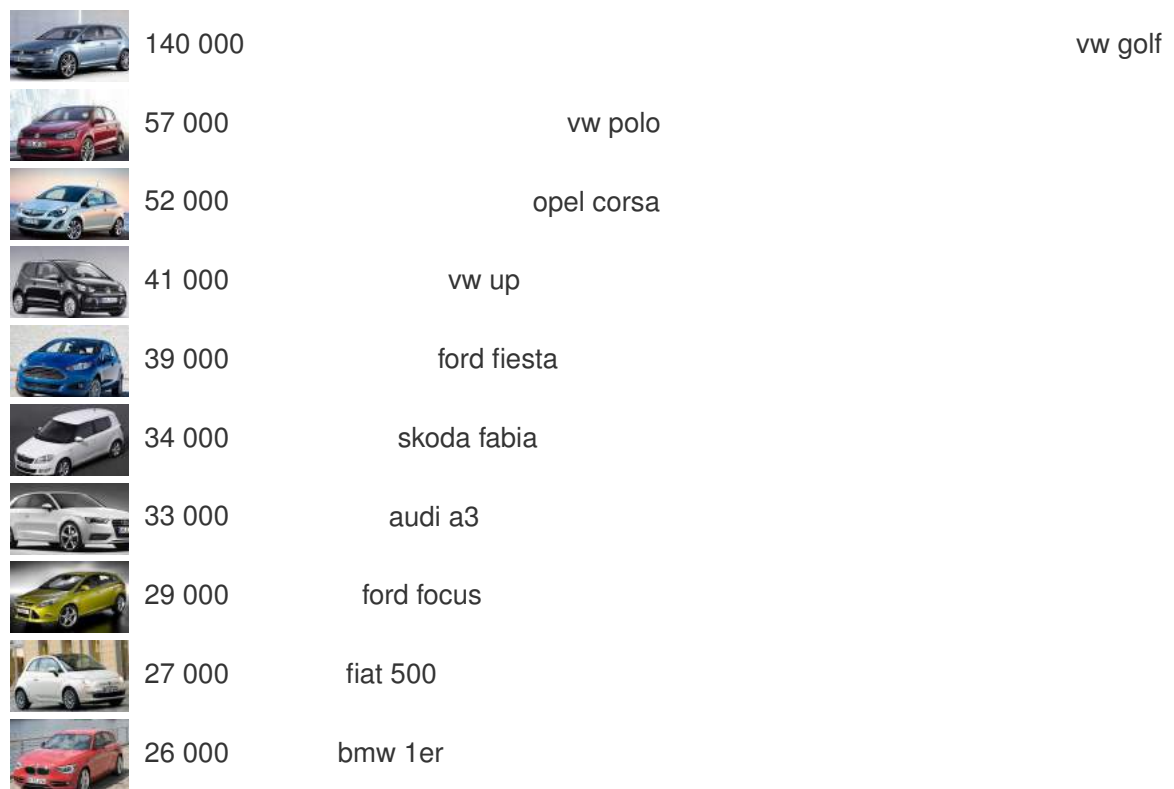 140 000 vw golf
57 000 vw polo
52 000 opel corsa
41 000 vw up
39 000 ford fiesta
34 000 skoda fabia
33 000 audi a3
29 000 ford focus
27 000 fiat 500
26 000 bmw 1er